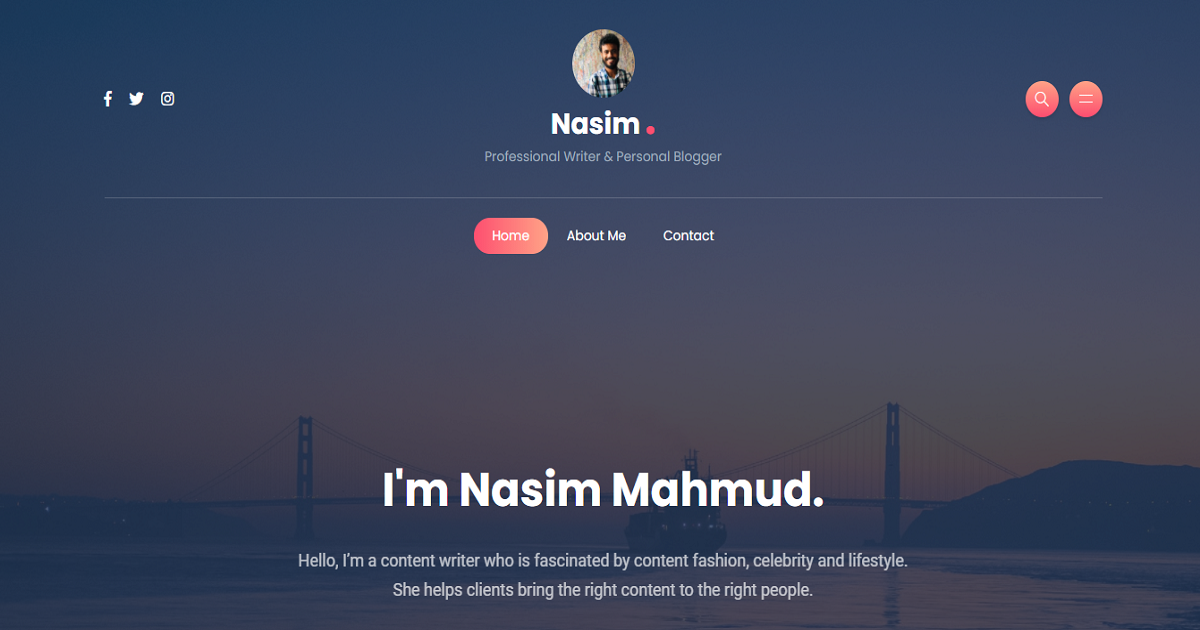 Nasim .
Professional Writer & Personal Blogger
Home About Me Contact
I'm Nasim Mahmud.
Hello, I’m a content writer who is fascinated by content fashion, celebrity and lifestyle.
She helps clients bring the right content to the right people.